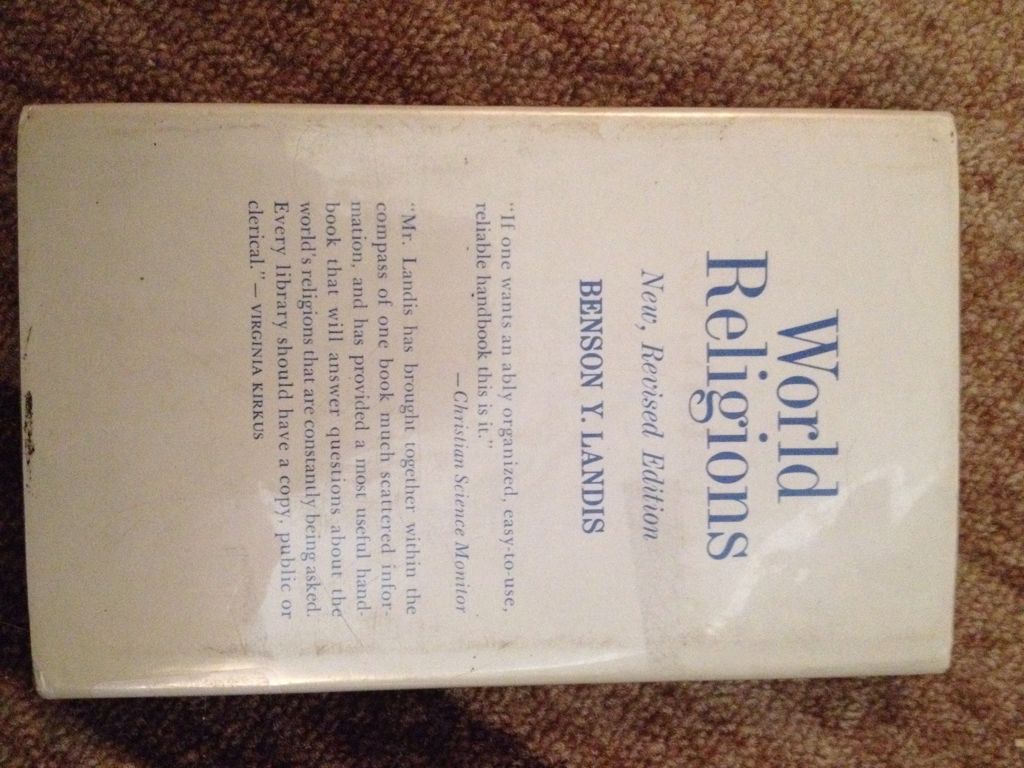 World
Religions
New, Revised Edition
BENSON Y. LANDIS
"If one wants an ably organized, easy-to-use,
reliable handbook this is it."
—Christian Science Monitor
"Mr. Landis has brought together within the
compass of one book much scattered infor-
mation, and has provided a most useful hand-
book that will answer questions about the
world's religions that are constantly being asked.
Every library should have a copy, public or
clerical."— VIRGINIA KIRKUS